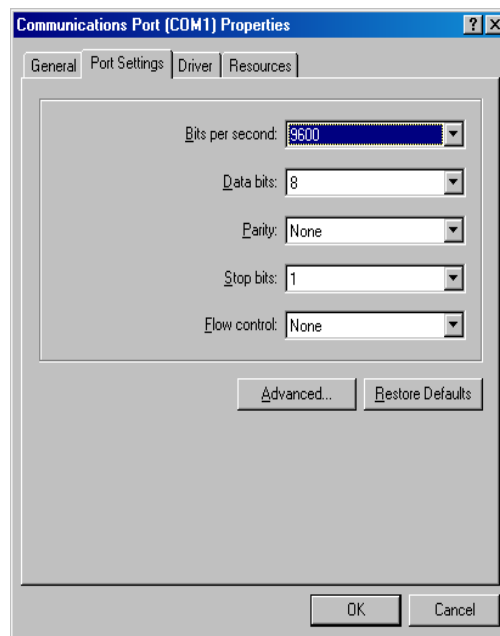 Communications Port (COM1) Properties
General Port Settings Driver Resources
Bits per second: 9600
Data bits: 8
Parity: None
Stop bits: 1
Flow control: None
Advanced... Restore Defaults
OK Cancel